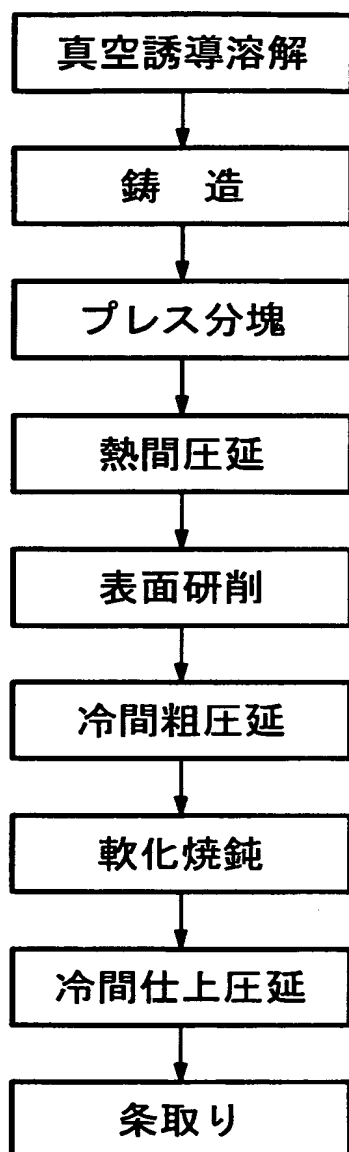 真空誘導溶解
鋳　造
プレス分塊
熱間圧延
表面研削
冷間粗圧延
軟化焼鈍
冷間仕上圧延
条取り